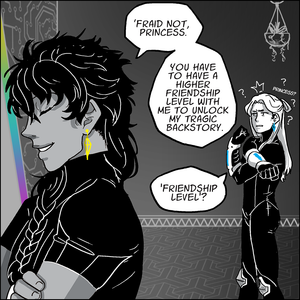 'FRAID NOT,
PRINCESS.
YOU HAVE
TO HAVE A
HIGHER
FRIENDSHIP
LEVEL WITH
ME TO UNLOCK
MY TRAGIC
BACKSTORY.
? ? ?
PRINCESS?
?
'FRIENDSHIP
LEVEL'?